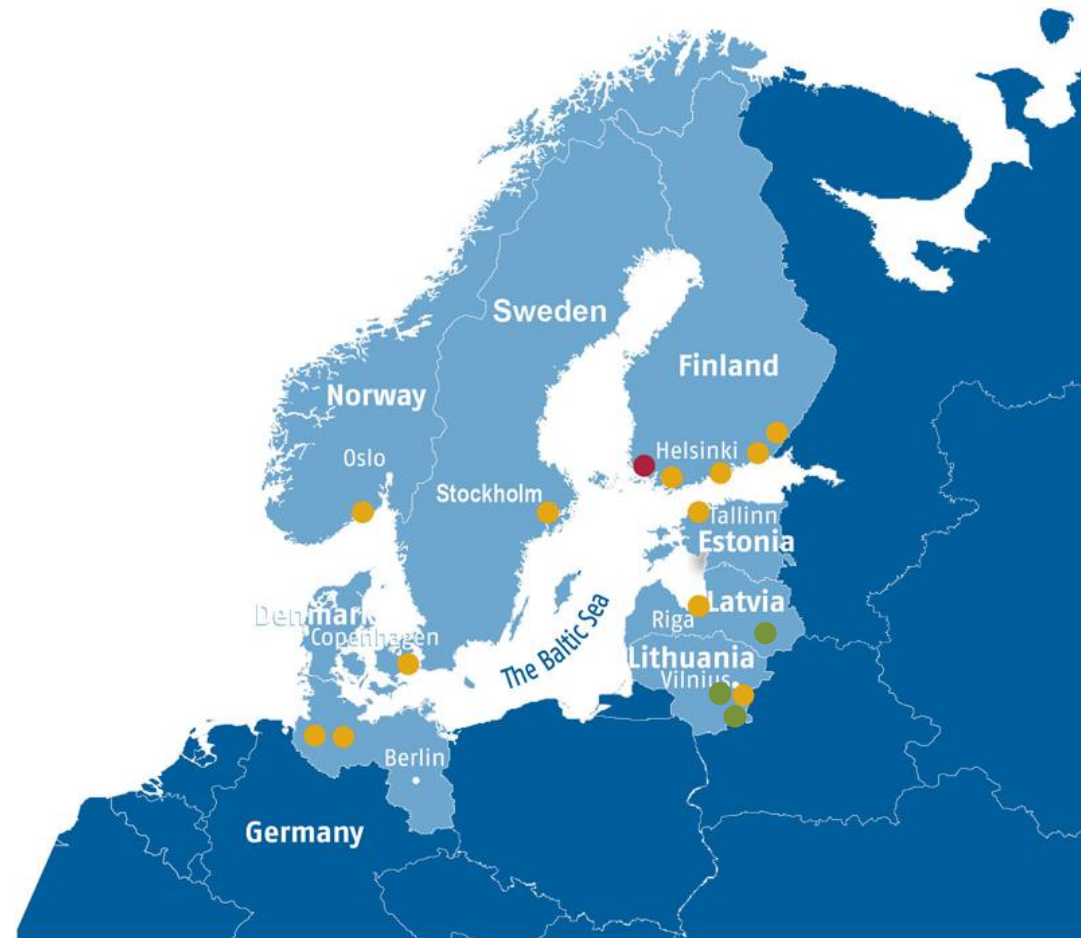 Sweden
Finland
Norway
Helsinki
Oslo
Stockholm
Tallinn
Estonia
Denmark
Latvia
Riga
Copenhagen
The Baltic Sea
Lithuania
Vilnius
Berlin
Germany